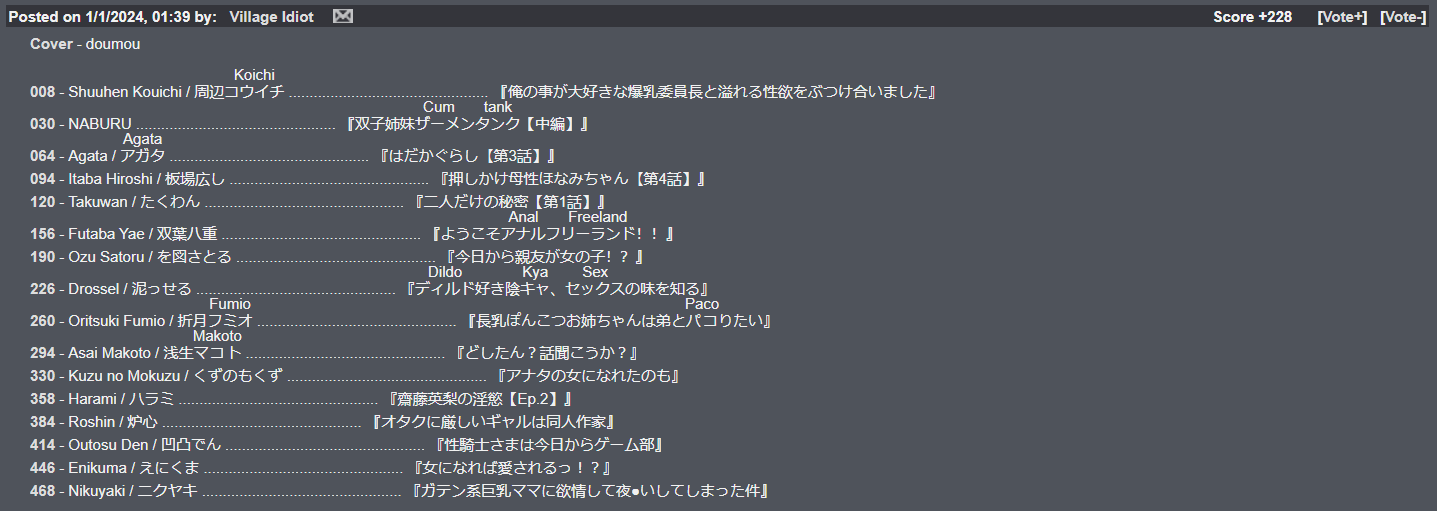 Posted on 1/1/2024, 01:39 by: Village Idiot Score +228 [Vote+] [Vote-]
Cover - doumou
Koichi
008 - Shuuhen Kouichi / 周辺コウイチ ................................................ 『俺の事が大好きな爆乳委員長と溢れる性欲をぶつけ合いました』
Cum tank
030 - NABURU ................................................ 『双子姉妹ザーメンタンク【中編】』
Agata
064 - Agata / アガタ ................................................ 『はだかぐらし【第3話】』
094 - Itaba Hiroshi / 板場広し ................................................ 『押しかけ母性ほなみちゃん【第4話】』
120 - Takuwan / たくわん ................................................ 『二人だけの秘密【第1話】』
Anal Freeland
156 - Futaba Yae / 双葉八重 ................................................ 『ようこそアナルフリーランド！！』
190 - Ozu Satoru / を図さとる ................................................ 『今日から親友が女の子！？』
Dildo Kya Sex
226 - Drossel / 泥っせる ................................................ 『ディルド好き陰キャ、セックスの味を知る』
Fumio Paco
260 - Oritsuki Fumio / 折月フミオ ................................................ 『長乳ぽんこつお姉ちゃんは弟とパコりたい』
Makoto
294 - Asai Makoto / 浅生マコト ................................................ 『どしたん？話聞こうか？』
330 - Kuzu no Mokuzu / くずのもくず ................................................ 『アナタの女になれたのも』
358 - Harami / ハラミ ................................................ 『齋藤英梨の淫慾【Ep.2】』
384 - Roshin / 炉心 ................................................ 『オタクに厳しいギャルは同人作家』
414 - Outosu Den / 凹凸でん ................................................ 『性騎士さまは今日からゲーム部』
446 - Enikuma / えにくま ................................................ 『女になれば愛されるっ！？』
468 - Nikuyaki / ニクヤキ ................................................ 『ガテン系巨乳ママに欲情して夜●いしてしまった件』